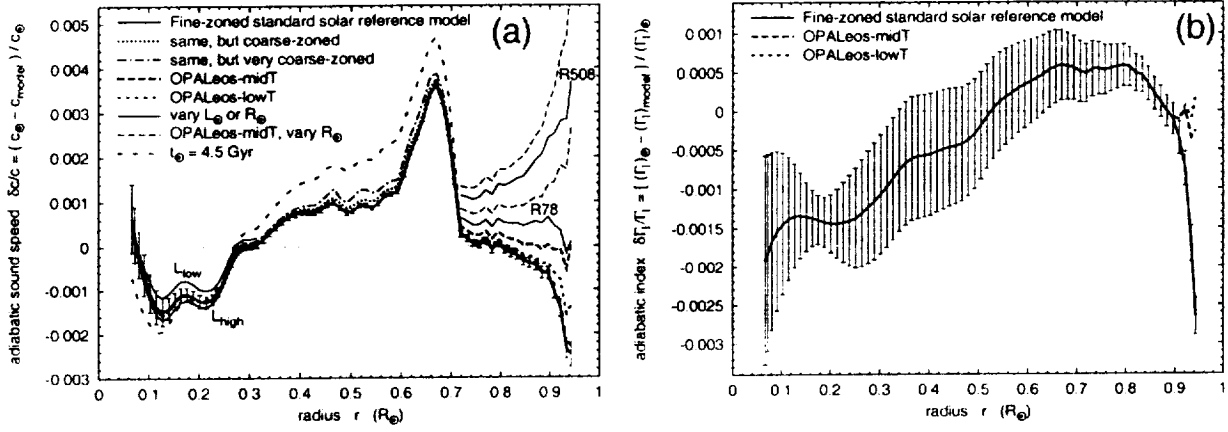 (a)
adiabatic sound speed δc/c = ( c⊙ − c_model ) / c⊙
0 005
0 004
0 003
0 002
0 001
0
-0 001
-0 002
-0 003
Fine-zoned standard solar reference model
same, but coarse-zoned
same, but very coarse-zoned
OPALeos-midT
OPALeos-lowT
vary L⊙ or R⊙
OPALeos-midT, vary R⊙
t⊙ = 4.5 Gyr
R508
R78
L_low
L_high
0 0 1 0 2 0 3 0 4 0 5 0 6 0 7 0 8 0 9 1
radius r (R⊙)
(b)
adiabatic index δΓ₁/Γ₁ = [ (Γ₁)⊙ − (Γ₁)_model ] / (Γ₁)⊙
0.001
0.0005
0
-0.0005
-0.001
-0.0015
-0.002
-0.0025
-0.003
Fine-zoned standard solar reference model
OPALeos-midT
OPALeos-lowT
0 0 1 0 2 0.3 0.4 0 5 0 6 0.7 0.8 0 9 1
radius r (R⊙)